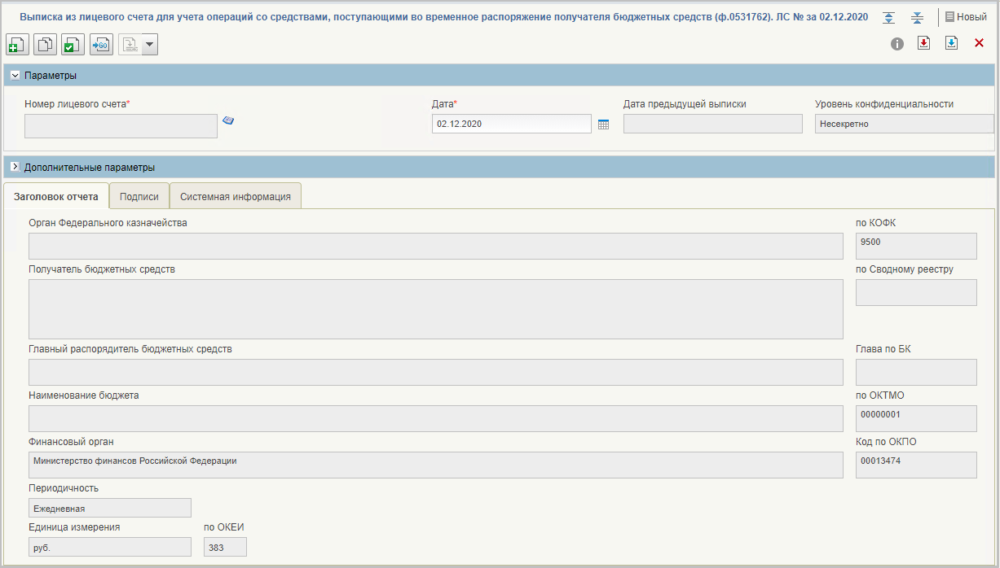 Выписка из лицевого счета для учета операций со средствами, поступающими во временное распоряжение получателя бюджетных средств (ф.0531762). ЛС № за 02.12.2020
Новый
GO
Параметры
Номер лицевого счета* Дата* Дата предыдущей выписки Уровень конфиденциальности
02.12.2020 Несекретно
Дополнительные параметры
Заголовок отчета Подписи Системная информация
Орган Федерального казначейства по КОФК
9500
Получатель бюджетных средств по Сводному реестру
Главный распорядитель бюджетных средств Глава по БК
Наименование бюджета по ОКТМО
00000001
Финансовый орган Код по ОКПО
Министерство финансов Российской Федерации 00013474
Периодичность
Ежедневная
Единица измерения по ОКЕИ
руб. 383